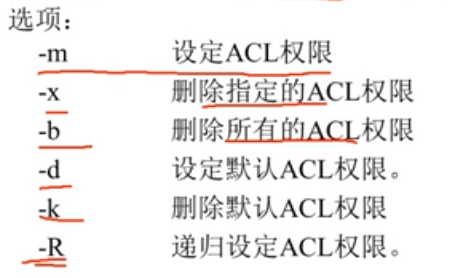 选项：
-m 设定ACL权限
-x 删除指定的ACL权限
-b 删除所有的ACL权限
-d 设定默认ACL权限。
-k 删除默认ACL权限
-R 递归设定ACL权限。